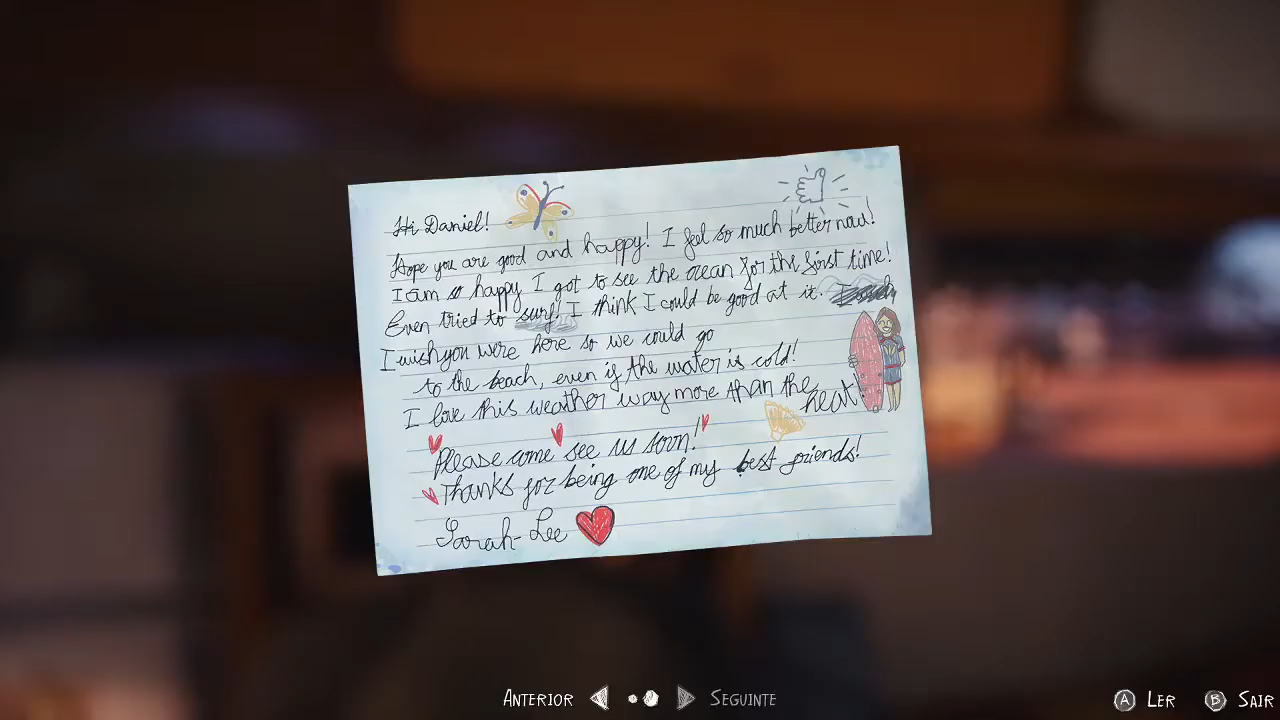 Hi Daniel!
Hope you are good and happy! I feel so much better now!
I am so happy I got to see the ocean for the first time!
Even tried to surf, I think I could be good at it.
I wish you were here so we could go
to the beach, even if the water is cold!
I love this weather way more than the heat!
Please come see us soon!
Thanks for being one of my best friends!
Sarah-Lee
ANTERIOR SEGUINTE
A LER B SAIR